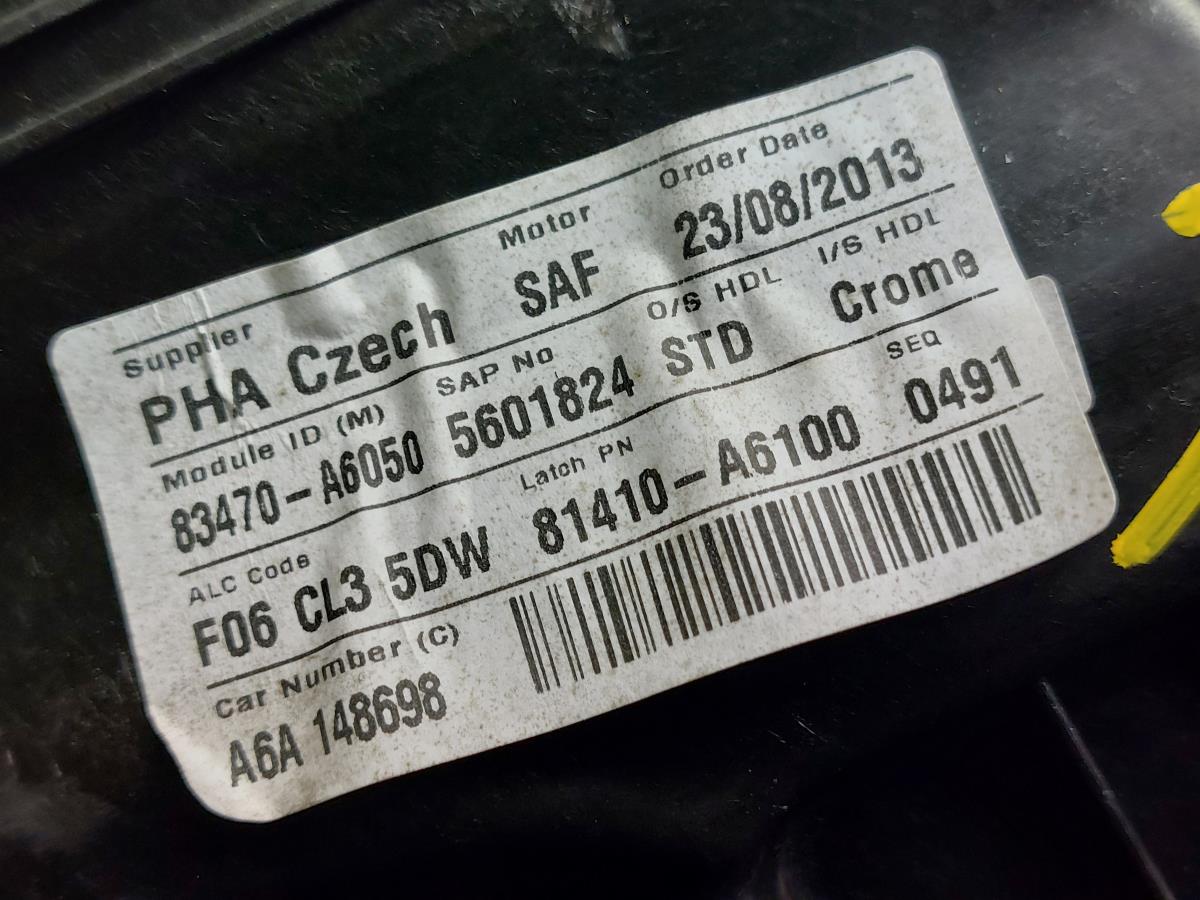 Supplier Motor Order Date
PHA Czech SAF 23/08/2013
Module ID (M) SAP No O/S HDL I/S HDL
83470-A6050 5601824 STD Crome
ALC Code Latch PN SEQ
F06 CL3 5DW 81410-A6100 0491
Car Number (C)
A6A 148698